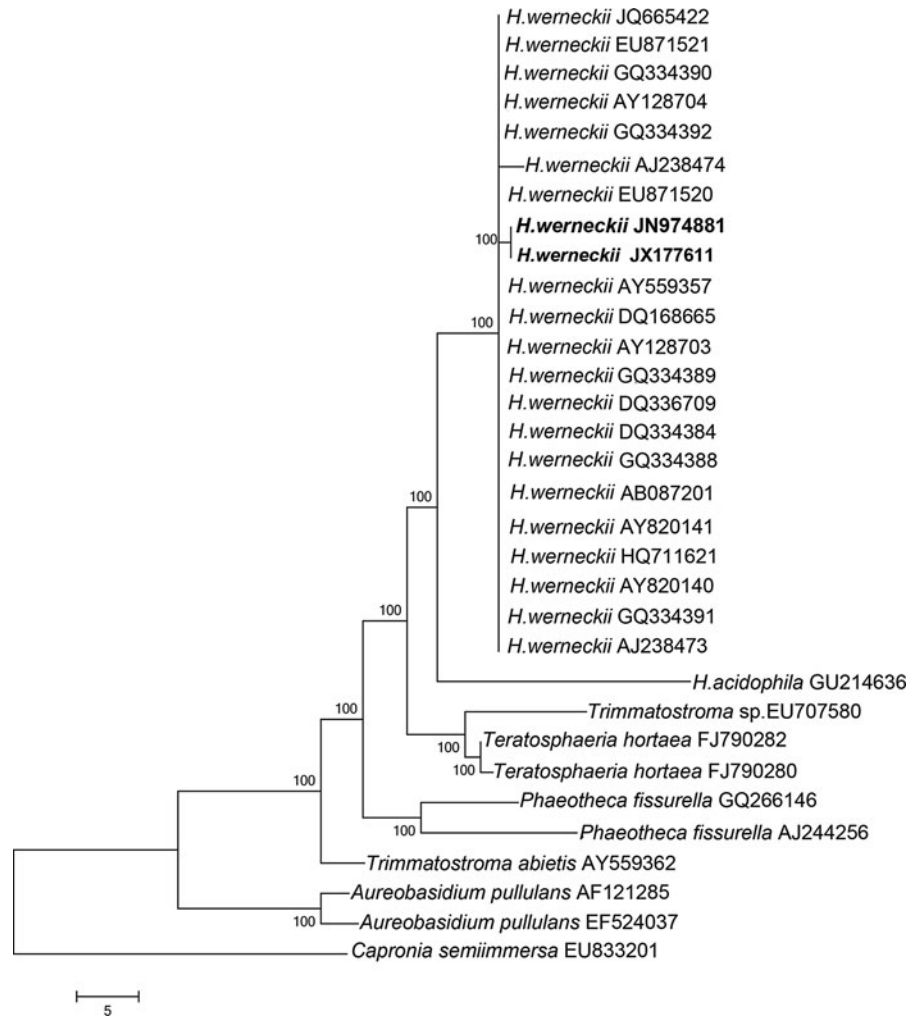 H.werneckii JQ665422
H.werneckii EU871521
H.werneckii GQ334390
H.werneckii AY128704
H.werneckii GQ334392
H.werneckii AJ238474
H.werneckii EU871520
H.werneckii JN974881
100
H.werneckii JX177611
H.werneckii AY559357
H.werneckii DQ168665
100
H.werneckii AY128703
H.werneckii GQ334389
H.werneckii DQ336709
H.werneckii DQ334384
H.werneckii GQ334388
H.werneckii AB087201
100
H.werneckii AY820141
H.werneckii HQ711621
H.werneckii AY820140
100
H.werneckii GQ334391
H.werneckii AJ238473
H.acidophila GU214636
100
Trimmatostroma sp.EU707580
Teratosphaeria hortaea FJ790282
100
Teratosphaeria hortaea FJ790280
100
100
Phaeotheca fissurella GQ266146
100
Phaeotheca fissurella AJ244256
Trimmatostroma abietis AY559362
Aureobasidium pullulans AF121285
100
Aureobasidium pullulans EF524037
Capronia semiimmersa EU833201
5